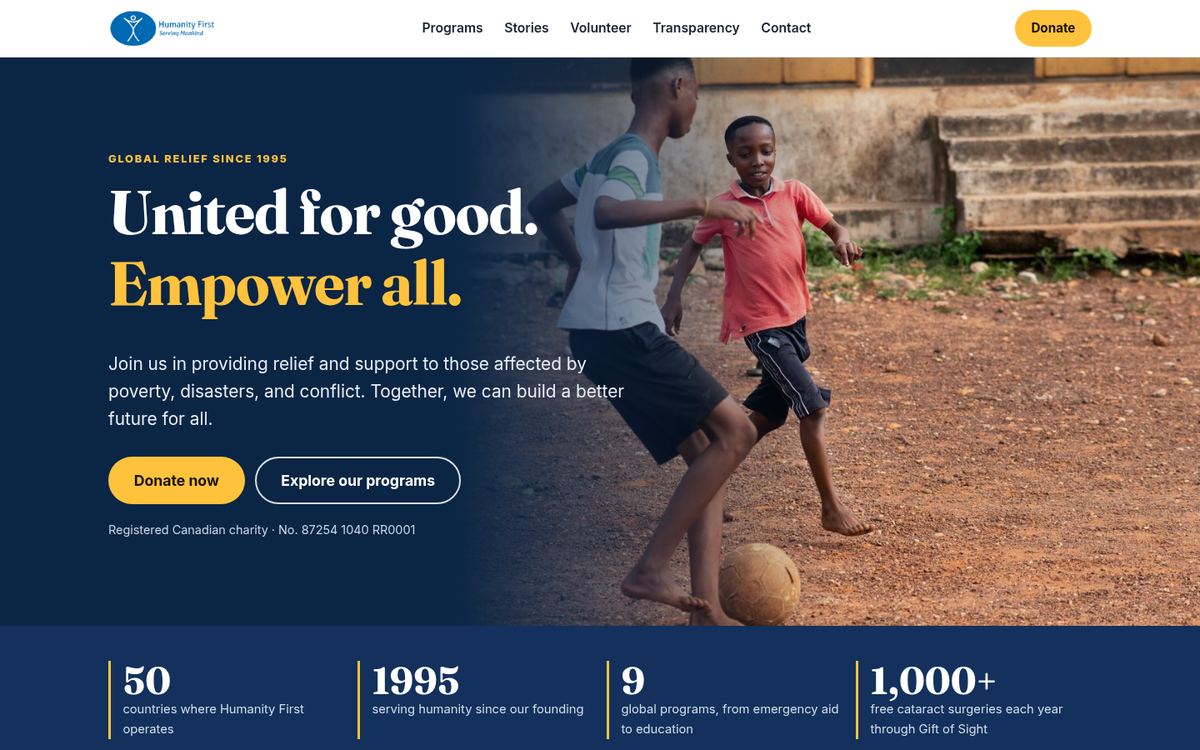 Humanity First
Serving Mankind
Programs Stories Volunteer Transparency Contact
Donate
GLOBAL RELIEF SINCE 1995
United for good.
Empower all.
Join us in providing relief and support to those affected by
poverty, disasters, and conflict. Together, we can build a better
future for all.
Donate now
Explore our programs
Registered Canadian charity · No. 87254 1040 RR0001
50
countries where Humanity First
operates
1995
serving humanity since our founding
9
global programs, from emergency aid
to education
1,000+
free cataract surgeries each year
through Gift of Sight